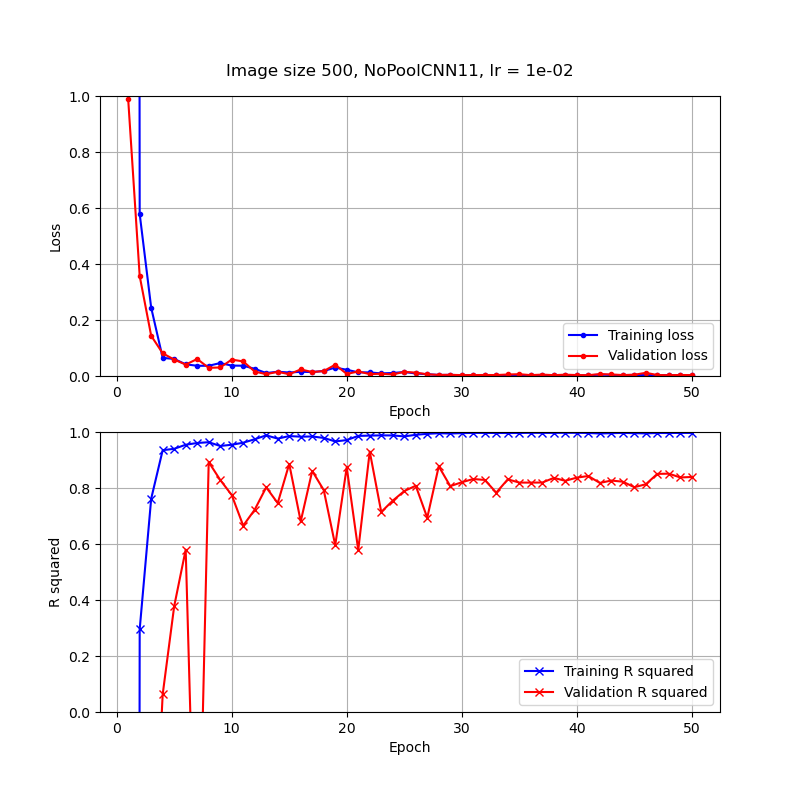 Image size 500, NoPoolCNN11, lr = 1e-02
1.0
0.8
0.6
0.4
0.2
0.0
Loss
Training loss
Validation loss
0 10 20 30 40 50
Epoch
1.0
0.8
0.6
0.4
0.2
0.0
R squared
Training R squared
Validation R squared
0 10 20 30 40 50
Epoch